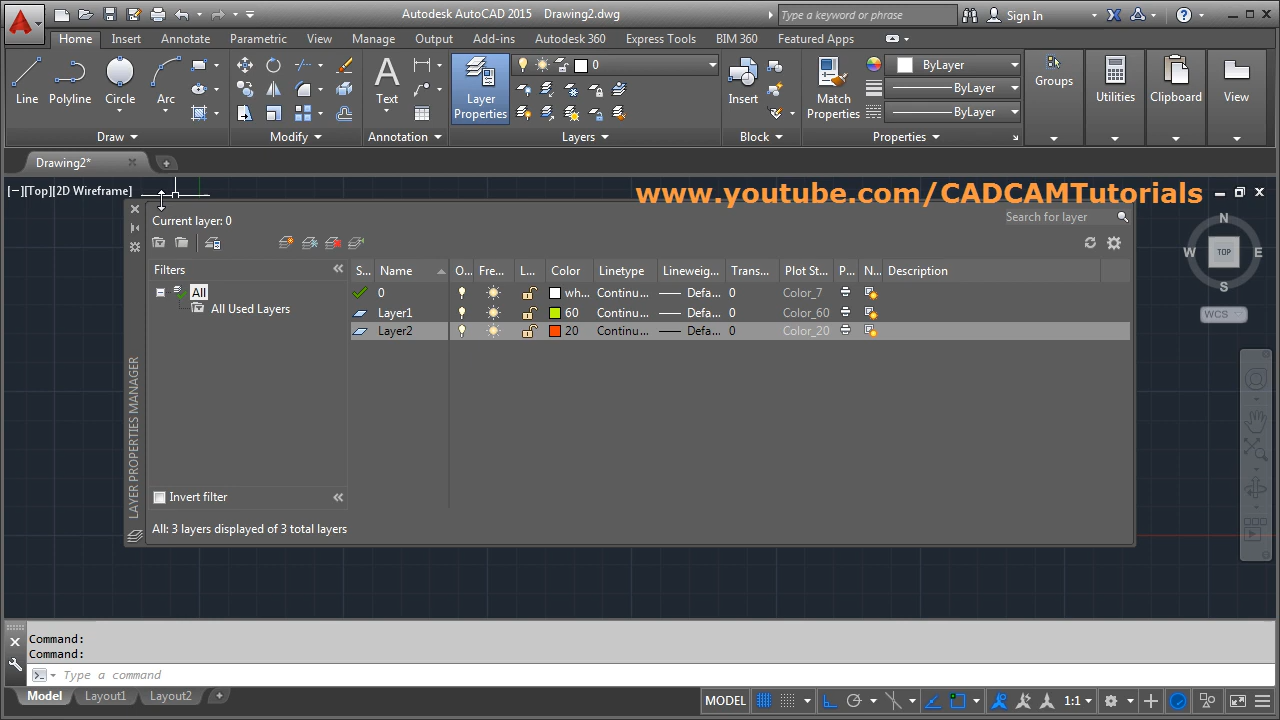 Autodesk AutoCAD 2015 Drawing2.dwg
Type a keyword or phrase
Sign In
Home Insert Annotate Parametric View Manage Output Add-ins Autodesk 360 Express Tools BIM 360 Featured Apps
Line Polyline Circle Arc
Text
Layer Properties
0
Insert
Match Properties
ByLayer
ByLayer
ByLayer
Groups Utilities Clipboard View
Draw Modify Annotation Layers Block Properties
Drawing2*
[−][Top][2D Wireframe]
www.youtube.com/CADCAMTutorials
Current layer: 0
Search for layer
N
W TOP E
S
WCS
Filters
All
All Used Layers
Invert filter
S... Name O... Fre... L... Color Linetype Lineweig... Trans... Plot St... P... N... Description
0 wh... Continu... Defa... 0 Color_7
Layer1 60 Continu... Defa... 0 Color_60
Layer2 20 Continu... Defa... 0 Color_20
LAYER PROPERTIES MANAGER
All: 3 layers displayed of 3 total layers
Command:
Command:
Type a command
Model Layout1 Layout2
MODEL
1:1